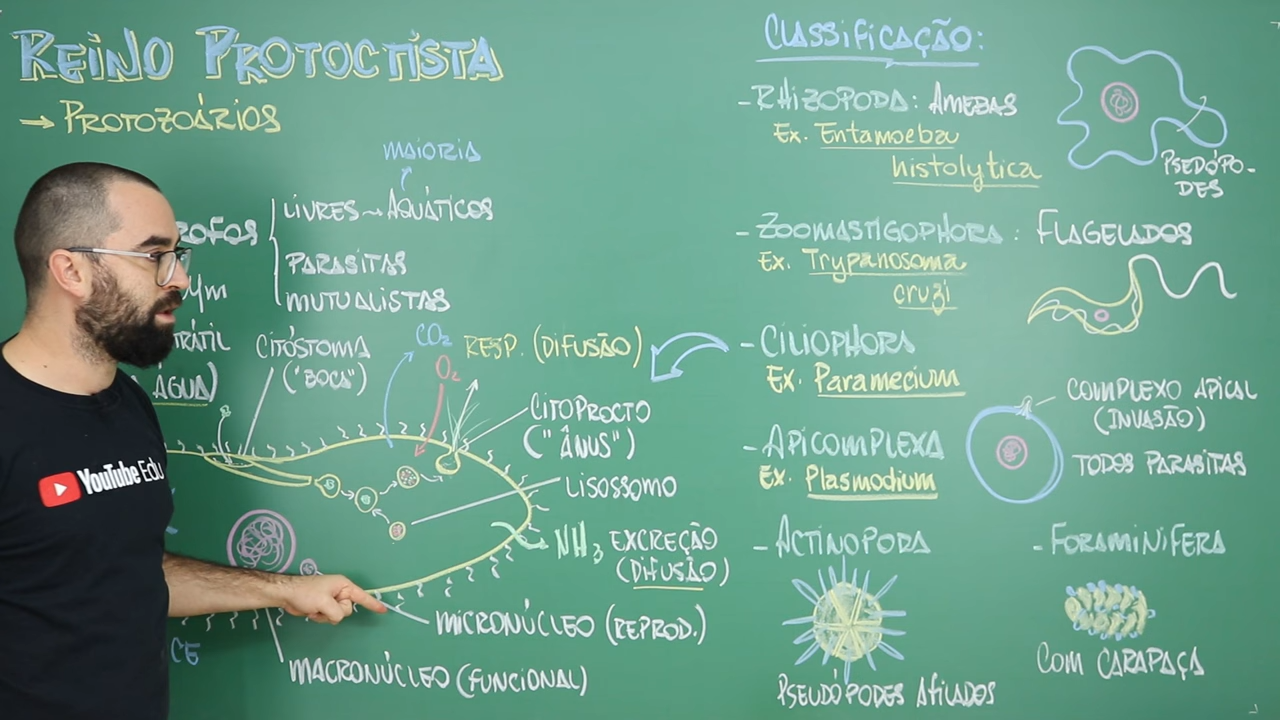 REINO PROTOCTISTA
→ PROTOZOÁRIOS
MAIORIA
LIVRES → AQUÁTICOS
PARASITAS
MUTUALISTAS
CITÓSTOMA
("BOCA")
ÁGUA)
CO₂
O₂
RESP. (DIFUSÃO)
CITOPROCTO
("ÂNUS")
LISOSSOMO
NH₃ EXCREÇÃO
(DIFUSÃO)
MICRONÚCLEO (REPROD.)
MACRONÚCLEO (FUNCIONAL)
YouTube Edu
CLASSIFICAÇÃO:
- RHIZOPODA: AMEBAS
Ex. Entamoeba
histolytica
PSEDÓPO-
DES
- ZOOMASTIGOPHORA: FLAGELADOS
Ex. Trypanosoma
cruzi
- CILIOPHORA
Ex. Paramecium
- APICOMPLEXA
Ex. Plasmodium
COMPLEXO APICAL
(INVASÃO)
TODOS PARASITAS
- ACTINOPODA
PSEUDÓPODES AFILADOS
- FORAMINÍFERA
COM CARAPAÇA